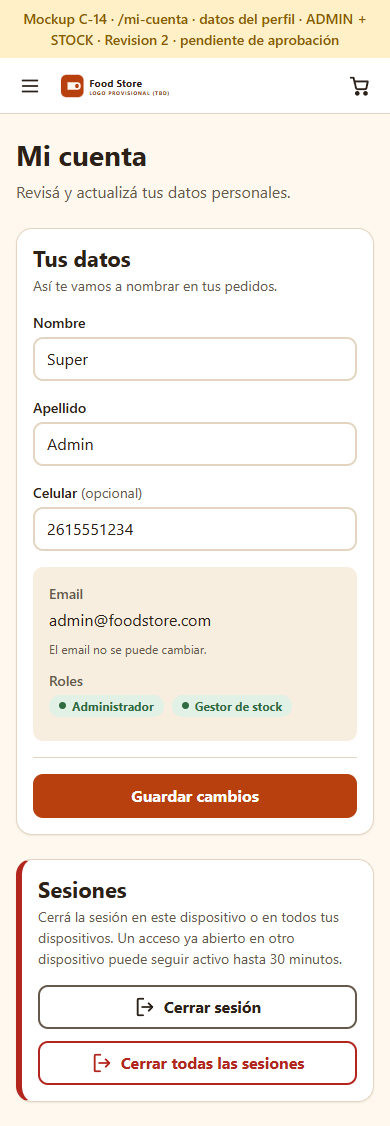 Mockup C-14 · /mi-cuenta · datos del perfil · ADMIN +
STOCK · Revision 2 · pendiente de aprobación
Food Store
LOGO PROVISIONAL (TBD)
Mi cuenta
Revisá y actualizá tus datos personales.
Tus datos
Así te vamos a nombrar en tus pedidos.
Nombre
Super
Apellido
Admin
Celular (opcional)
2615551234
Email
admin@foodstore.com
El email no se puede cambiar.
Roles
Administrador
Gestor de stock
Guardar cambios
Sesiones
Cerrá la sesión en este dispositivo o en todos tus
dispositivos. Un acceso ya abierto en otro
dispositivo puede seguir activo hasta 30 minutos.
Cerrar sesión
Cerrar todas las sesiones